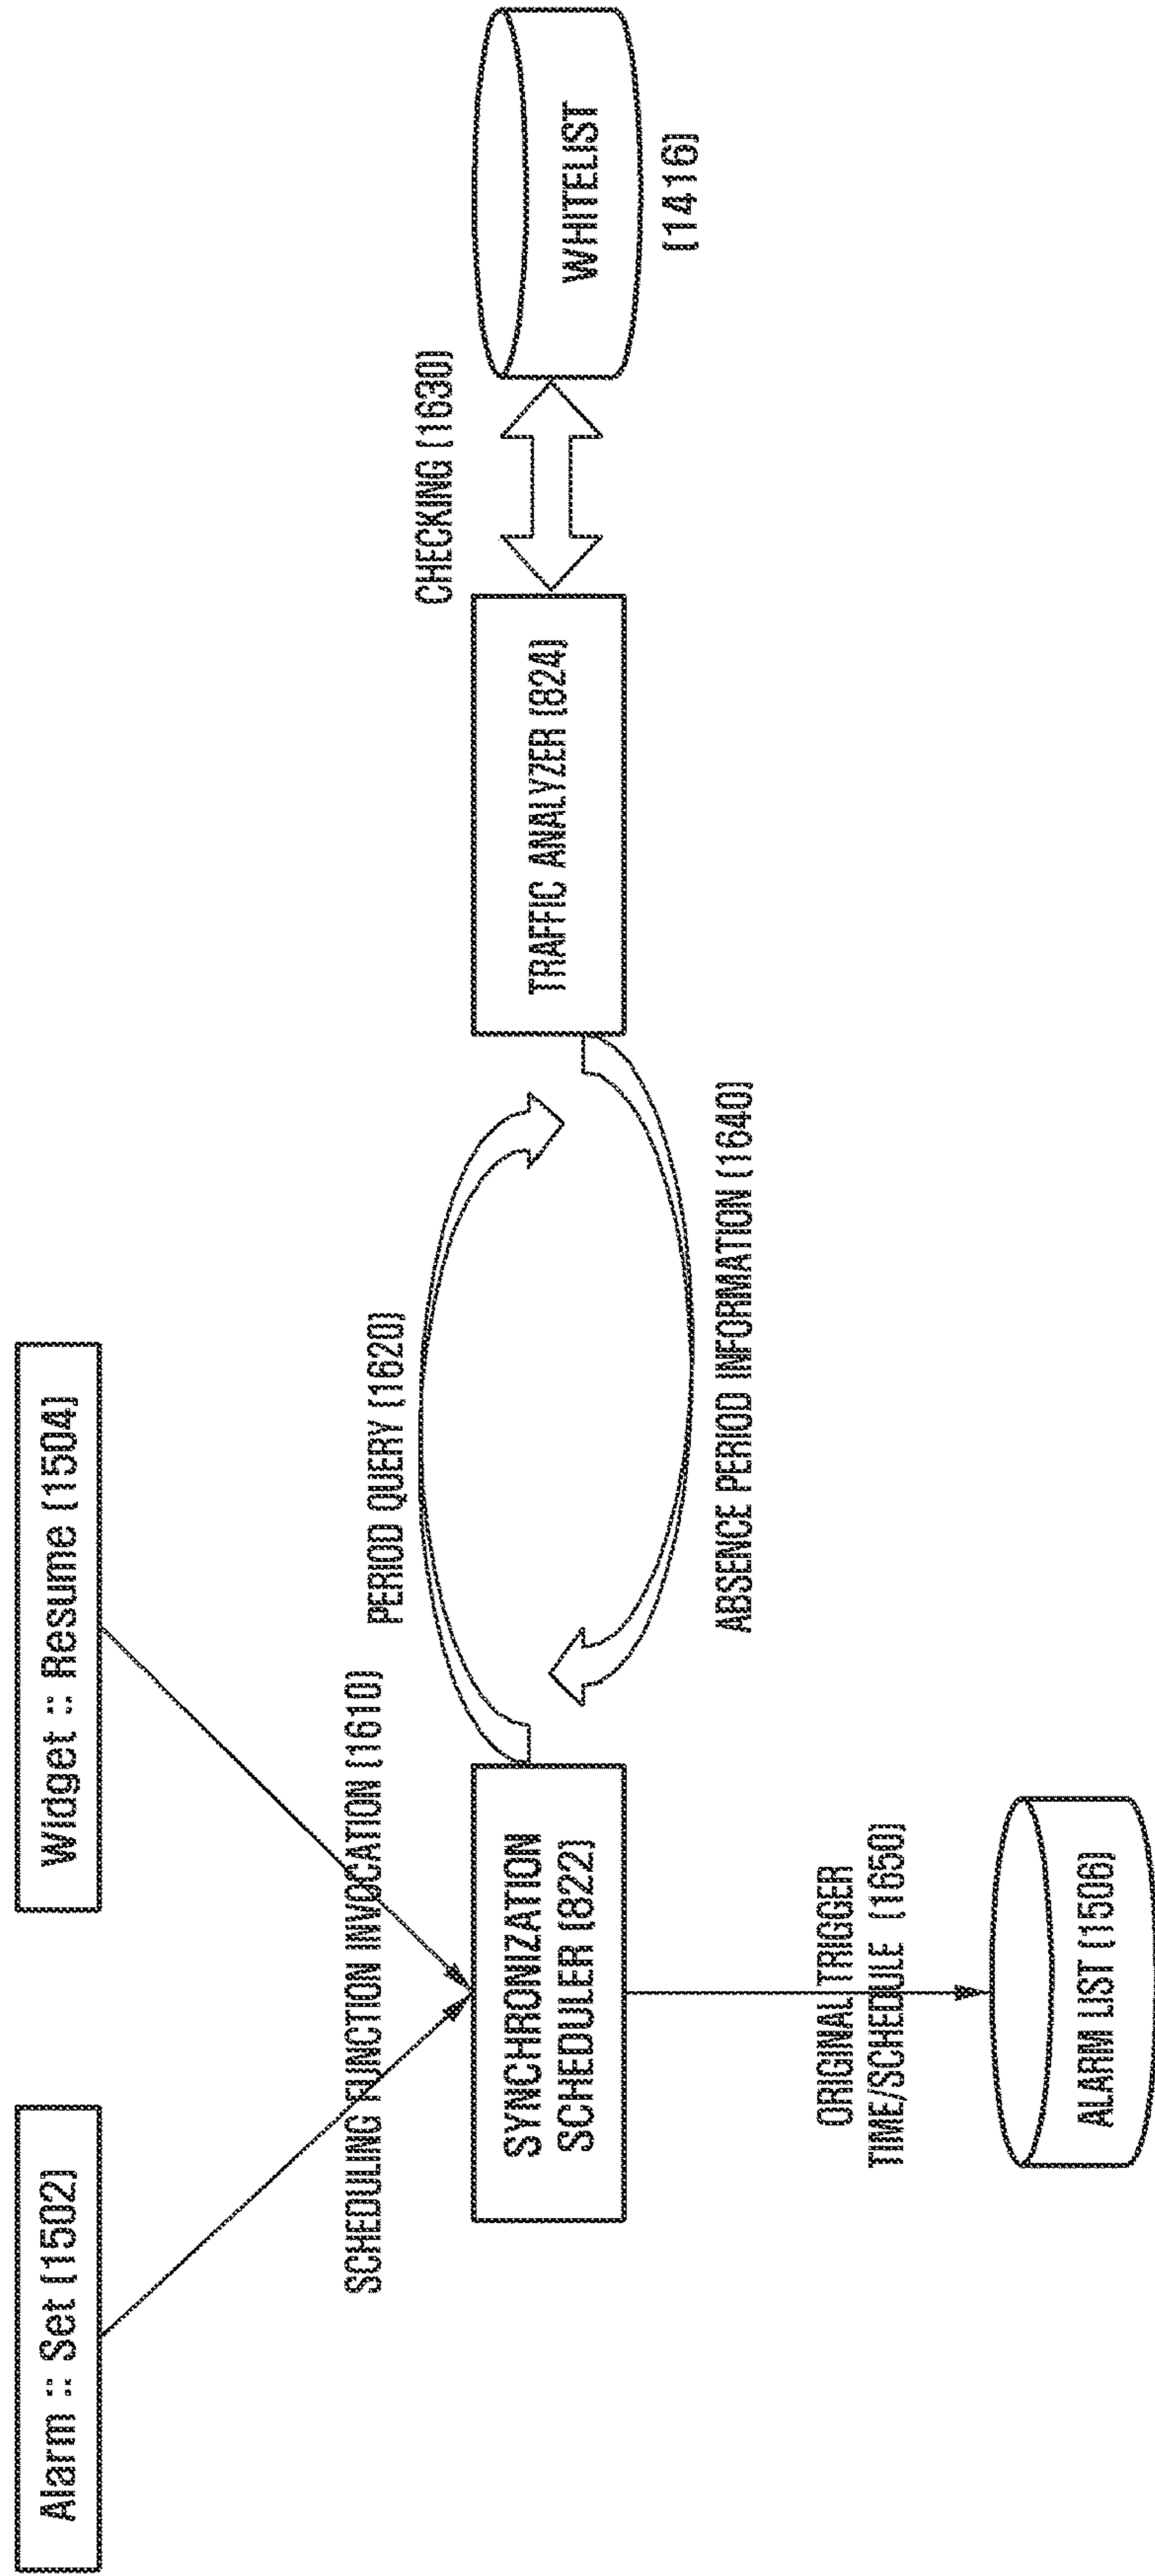 Alarm :: Set (1502)
Widget :: Resume (1504)
SCHEDULING FUNCTION INVOCATION (1610)
PERIOD QUERY (1620)
CHECKING (1630)
SYNCHRONIZATION
SCHEDULER (822)
TRAFFIC ANALYZER (824)
WHITELIST
(1416)
ABSENCE PERIOD INFORMATION (1640)
ORIGINAL TRIGGER
TIME/SCHEDULE (1650)
ALARM LIST (1506)